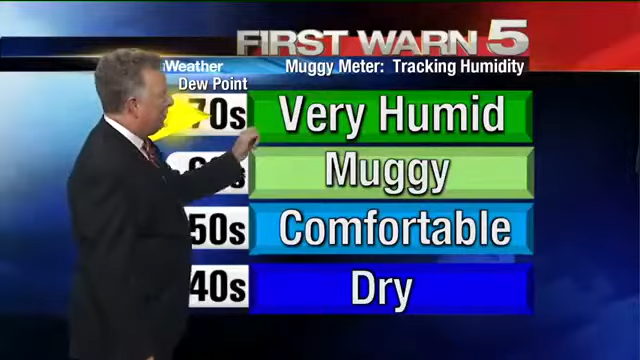 FIRST WARN 5
Weather
Muggy Meter: Tracking Humidity
Dew Point
70s Very Humid
Muggy
50s Comfortable
40s Dry